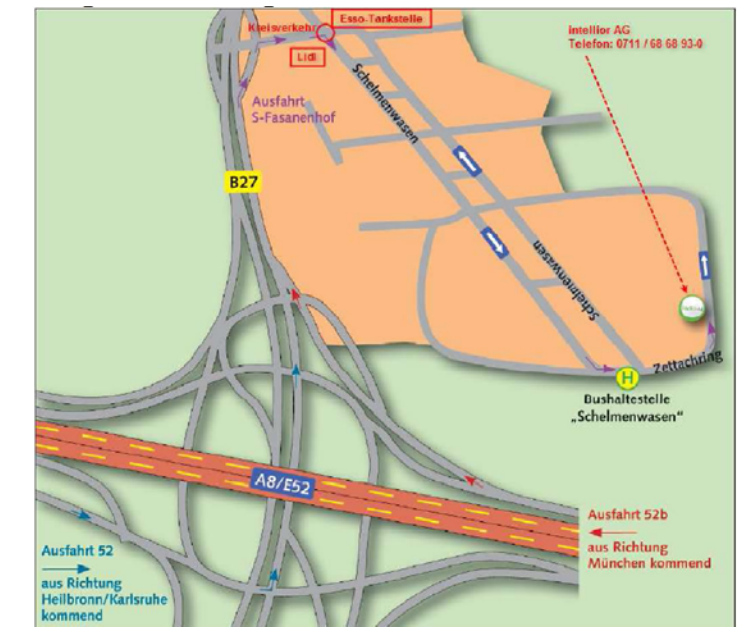 Esso-Tankstelle
Kreisverkehr
Lidl
intellior AG
Telefon: 0711 / 68 68 93-0
Schelmenwasen
Ausfahrt
S-Fasanenhof
B27
Schelmenwasen
Zettachring
H
Bushaltestelle
„Schelmenwasen“
A8/E52
Ausfahrt 52b
aus Richtung
München kommend
Ausfahrt 52
aus Richtung
Heilbronn/Karlsruhe
kommend